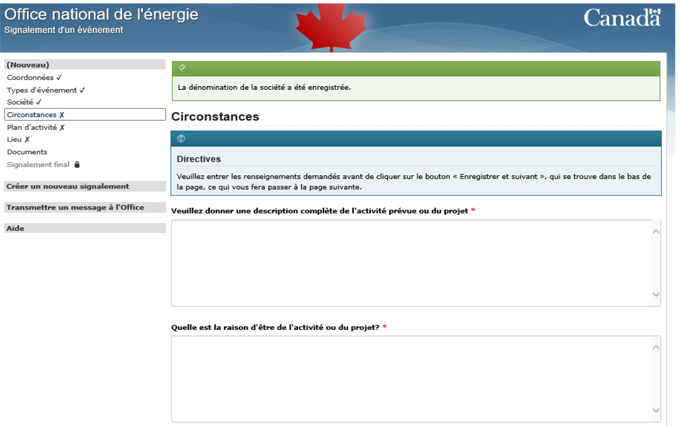 Office national de l'énergie
Signalement d'un évènement
Canada
(Nouveau)
Coordonnées ✓
Types d'événement ✓
Société ✓
Circonstances ✗
Plan d'activité ✗
Lieu ✗
Documents
Signalement final
Créer un nouveau signalement
Transmettre un message à l'Office
Aide
La dénomination de la société a été enregistrée.
Circonstances
Directives
Veuillez entrer les renseignements demandés avant de cliquer sur le bouton « Enregistrer et suivant », qui se trouve dans le bas de
la page, ce qui vous fera passer à la page suivante.
Veuillez donner une description complète de l'activité prévue ou du projet *
Quelle est la raison d'être de l'activité ou du projet? *